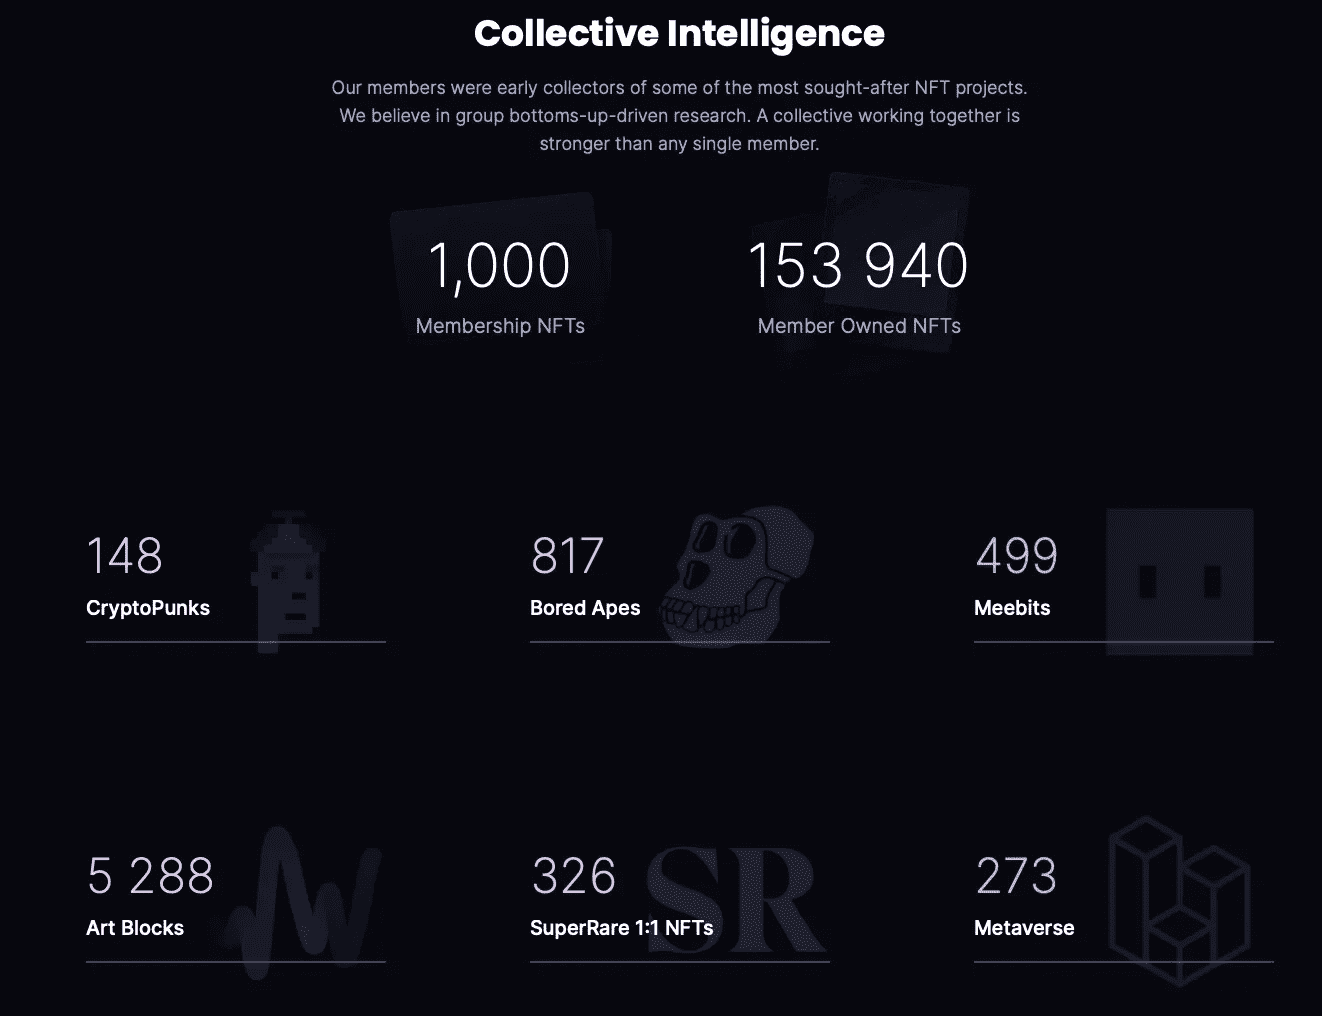 Collective Intelligence
Our members were early collectors of some of the most sought-after NFT projects.
We believe in group bottoms-up-driven research. A collective working together is
stronger than any single member.
1,000
Membership NFTs
153 940
Member Owned NFTs
148
CryptoPunks
817
Bored Apes
499
Meebits
5 288
Art Blocks
326
SuperRare 1:1 NFTs
SR
273
Metaverse